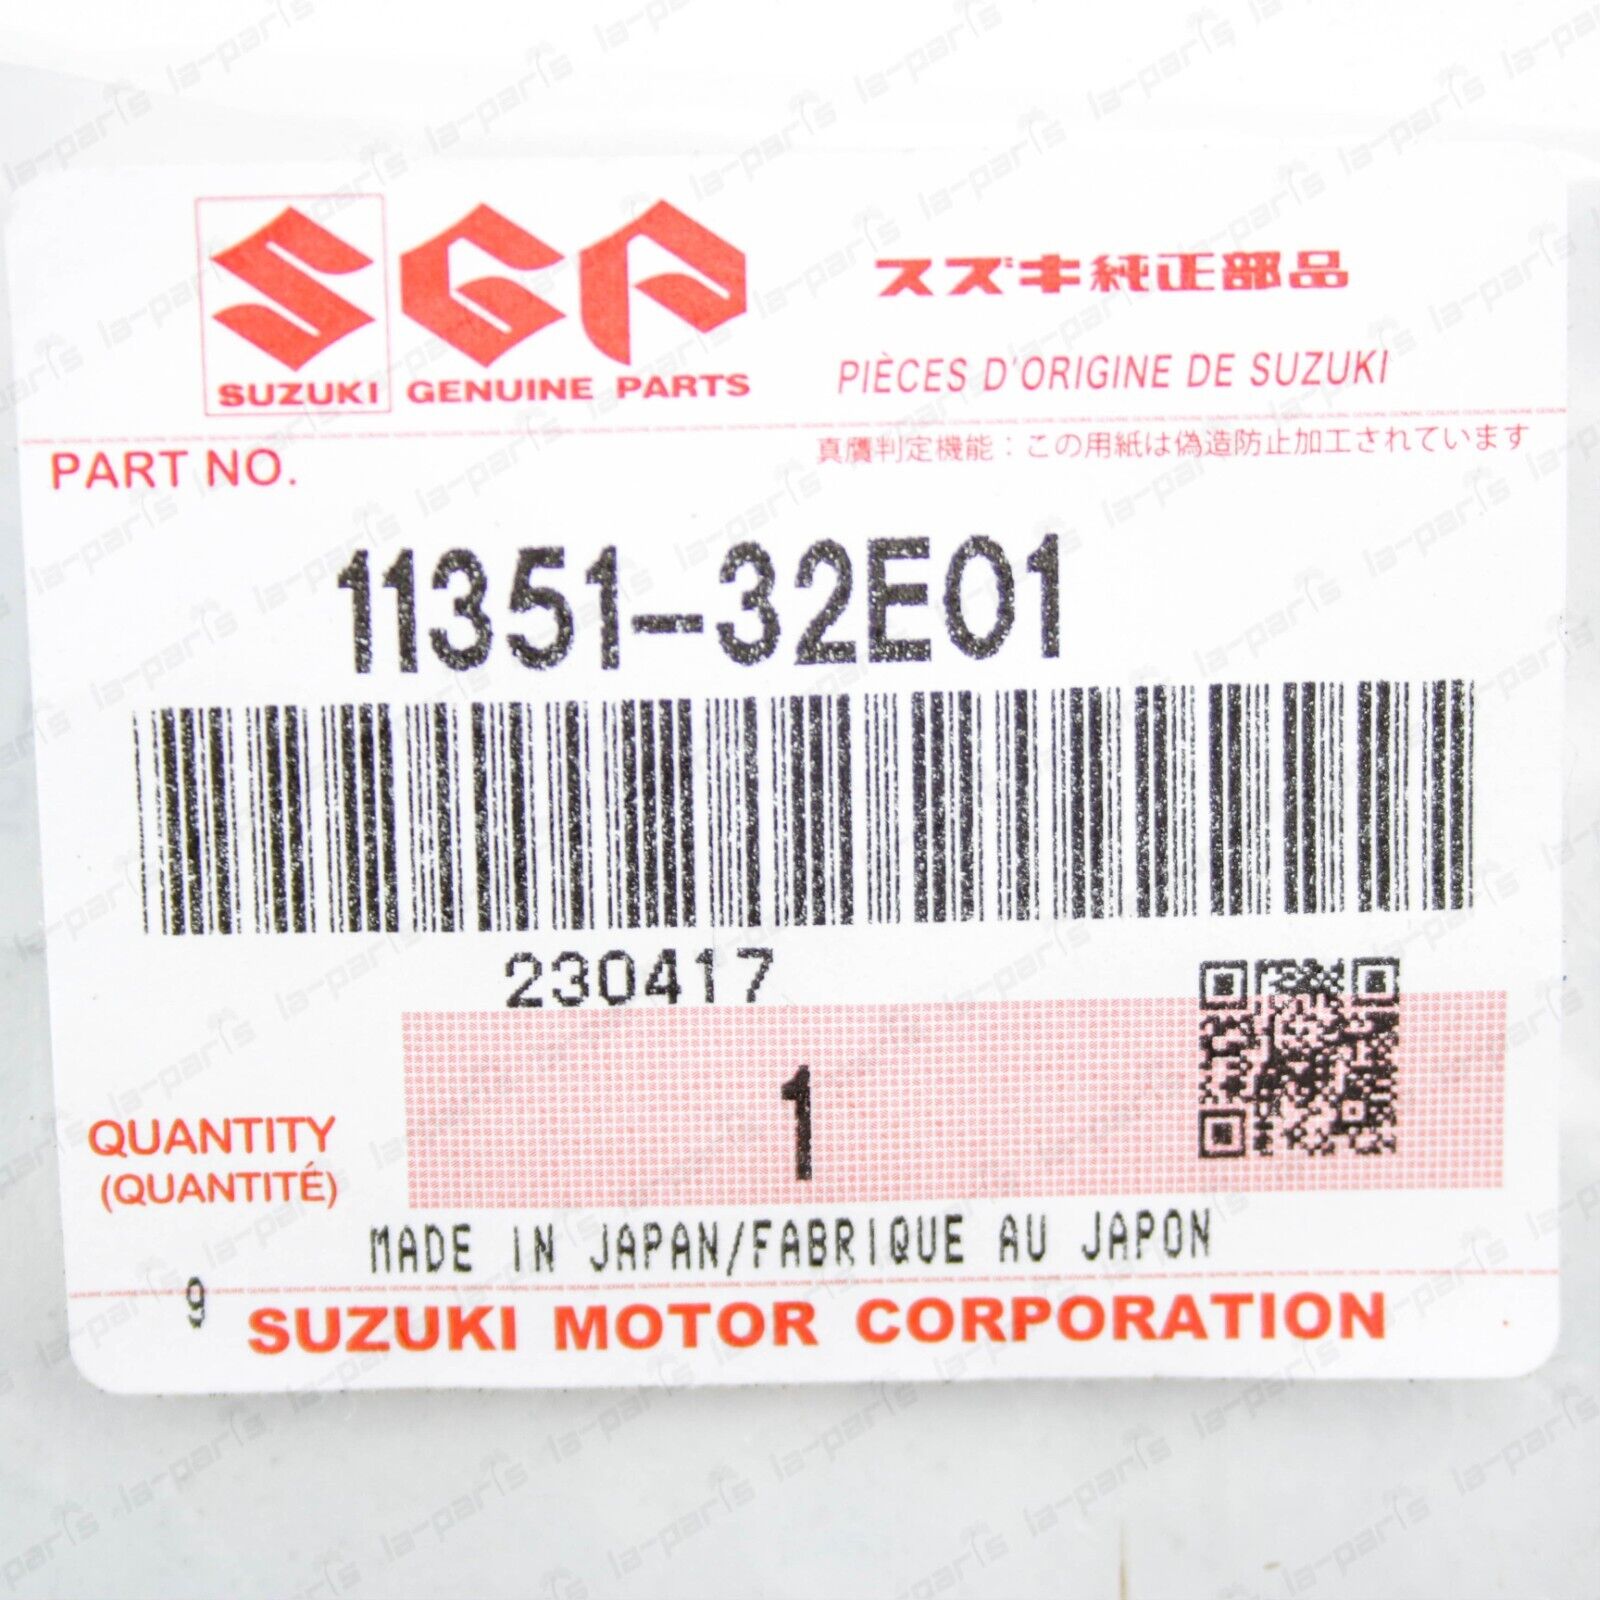 SGP
SUZUKI GENUINE PARTS
スズキ純正部品
PIÈCES D'ORIGINE DE SUZUKI
PART NO.
真贋判定機能：この用紙は偽造防止加工されています
11351-32E01
230417
QUANTITY
(QUANTITÉ)
1
MADE IN JAPAN/FABRIQUE AU JAPON
9
SUZUKI MOTOR CORPORATION
la-parts